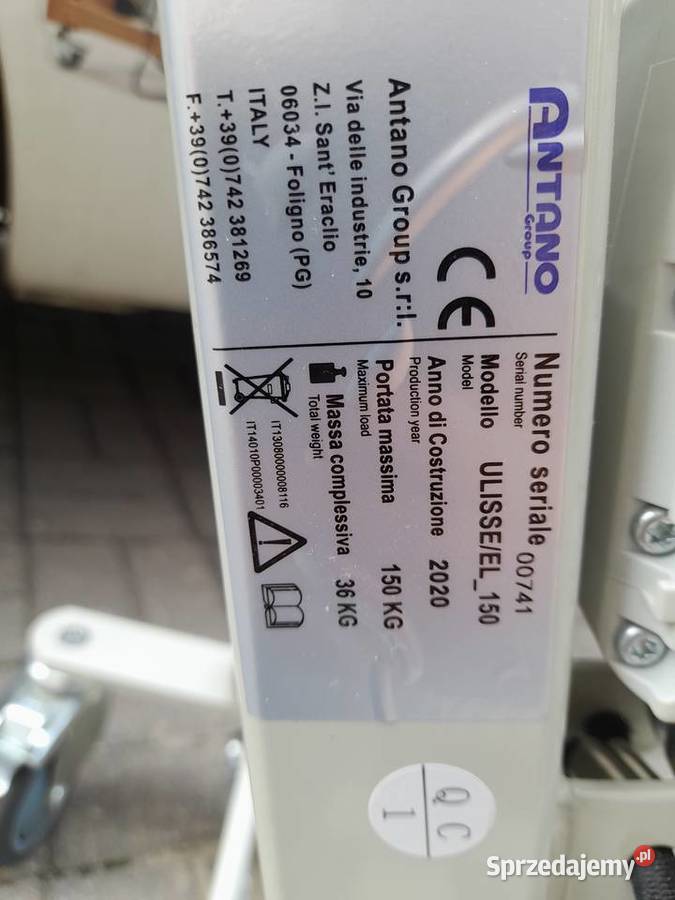 ANTANO
Group
Antano Group s.r.l.
Via delle industrie, 10
Z.I. Sant' Eraclio
06034 - Foligno (PG)
ITALY
T.+39(0)742 381269
F.+39(0)742 386574
CE
Numero seriale 00741
Serial number
Modello ULISSE/EL_150
Model
Anno di Costruzione 2020
Production year
Portata massima 150 KG
Maximum load
Massa complessiva 36 KG
Total weight
IT13080000008116
IT14010P00003401
QC
1
Sprzedajemy.pl